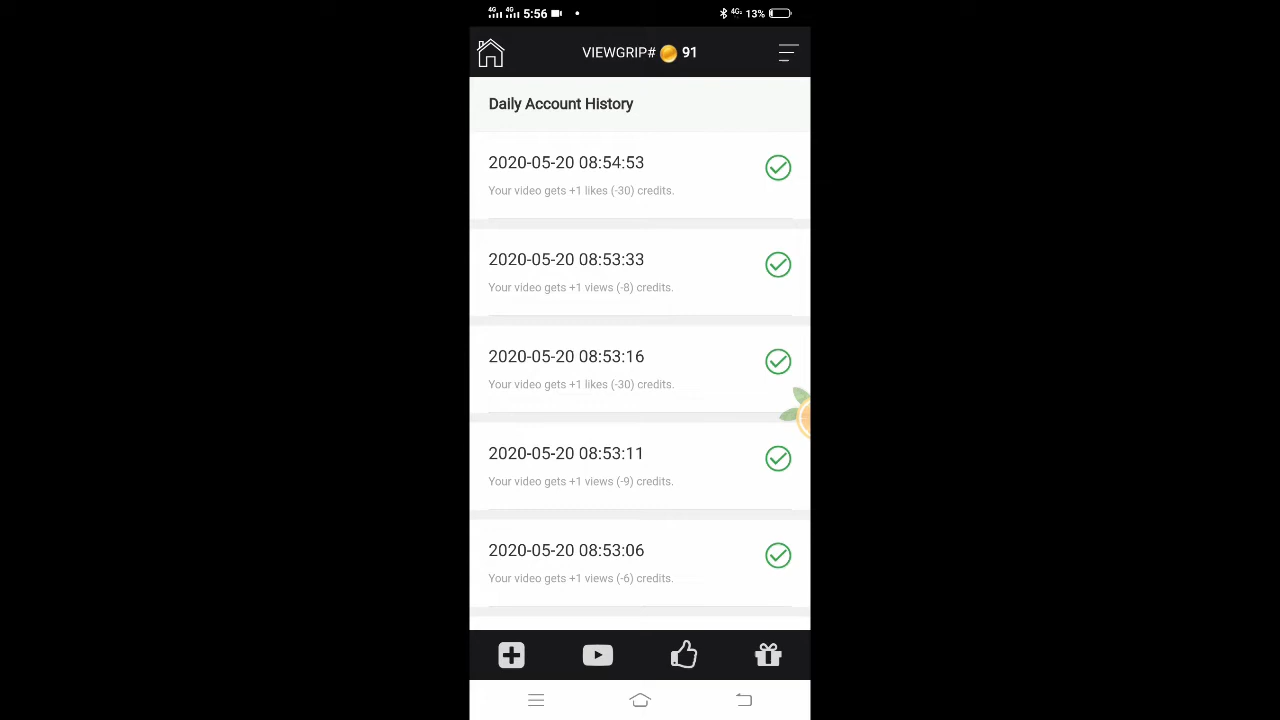 4G 4G 5:56 4G 13%
VIEWGRIP# 91
Daily Account History
2020-05-20 08:54:53
Your video gets +1 likes (-30) credits.
2020-05-20 08:53:33
Your video gets +1 views (-8) credits.
2020-05-20 08:53:16
Your video gets +1 likes (-30) credits.
2020-05-20 08:53:11
Your video gets +1 views (-9) credits.
2020-05-20 08:53:06
Your video gets +1 views (-6) credits.